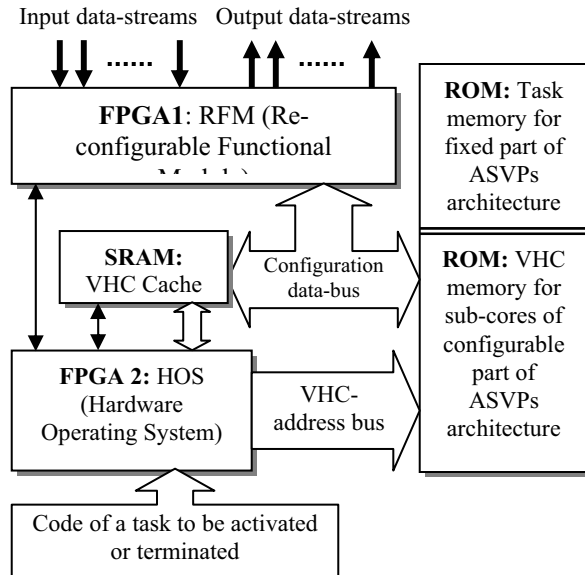 Input data-streams Output data-streams
...... ......
FPGA1: RFM (Re-
configurable Functional
ROM: Task
memory for
fixed part of
ASVPs
architecture
SRAM:
VHC Cache
Configuration
data-bus
ROM: VHC
memory for
sub-cores of
configurable
part of
ASVPs
architecture
FPGA 2: HOS
(Hardware
Operating System)
VHC-
address bus
Code of a task to be activated
or terminated